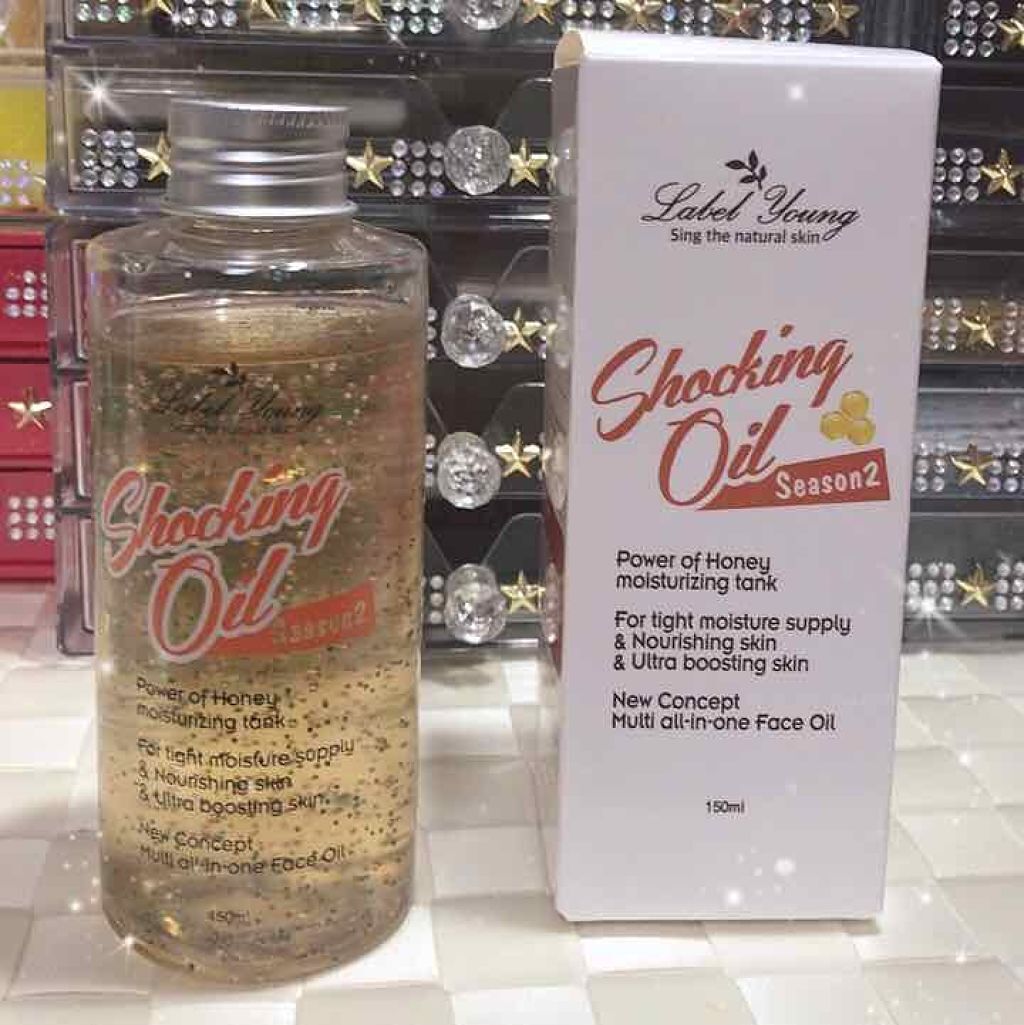 Label Young
Shocking
Oil
Season2
Power of Honey
moisturizing tank
For tight moisture supply
& Nourishing skin
& Ultra boosting skin
New Concept
Multi all-in-one Face Oil
150ml
Label Young
Sing the natural skin
Shocking
Oil
Season2
Power of Honey
moisturizing tank
For tight moisture supply
& Nourishing skin
& Ultra boosting skin
New Concept
Multi all-in-one Face Oil
150ml